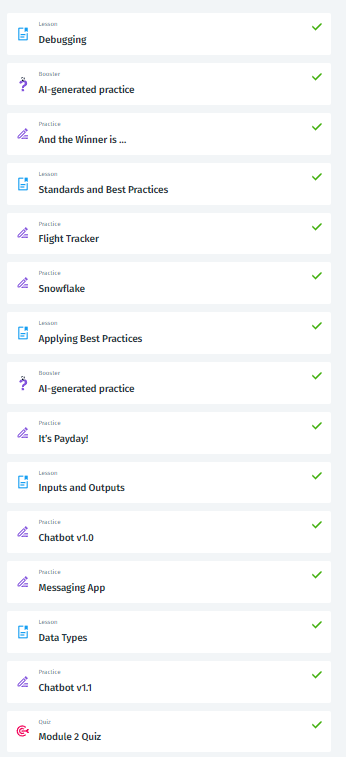 Lesson
Debugging
Booster
AI-generated practice
Practice
And the Winner is ...
Lesson
Standards and Best Practices
Practice
Flight Tracker
Practice
Snowflake
Lesson
Applying Best Practices
Booster
AI-generated practice
Practice
It's Payday!
Lesson
Inputs and Outputs
Practice
Chatbot v1.0
Practice
Messaging App
Lesson
Data Types
Practice
Chatbot v1.1
Quiz
Module 2 Quiz